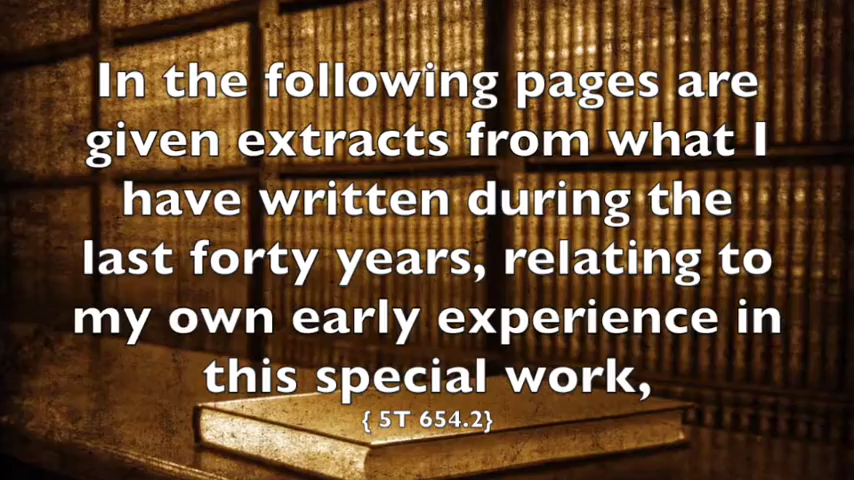 In the following pages are
given extracts from what I
have written during the
last forty years, relating to
my own early experience in
this special work,
{ 5T 654.2}